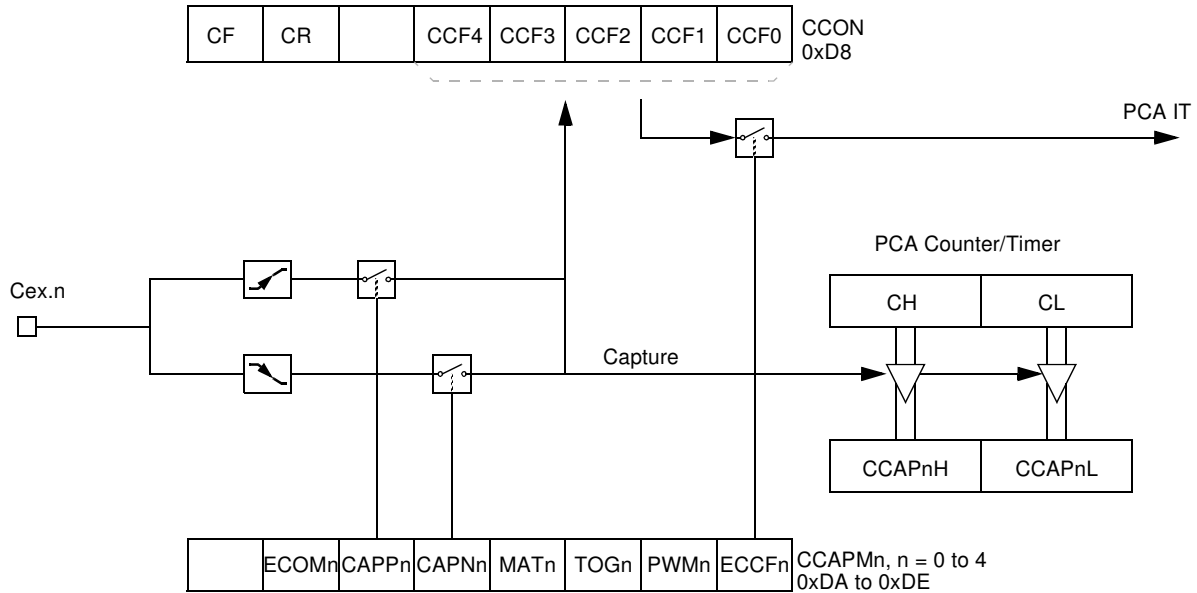 CF CR CCF4 CCF3 CCF2 CCF1 CCF0 CCON
0xD8
PCA IT
PCA Counter/Timer
Cex.n
CH CL
Capture
CCAPnH CCAPnL
ECOMn CAPPn CAPNn MATn TOGn PWMn ECCFn CCAPMn, n = 0 to 4
0xDA to 0xDE